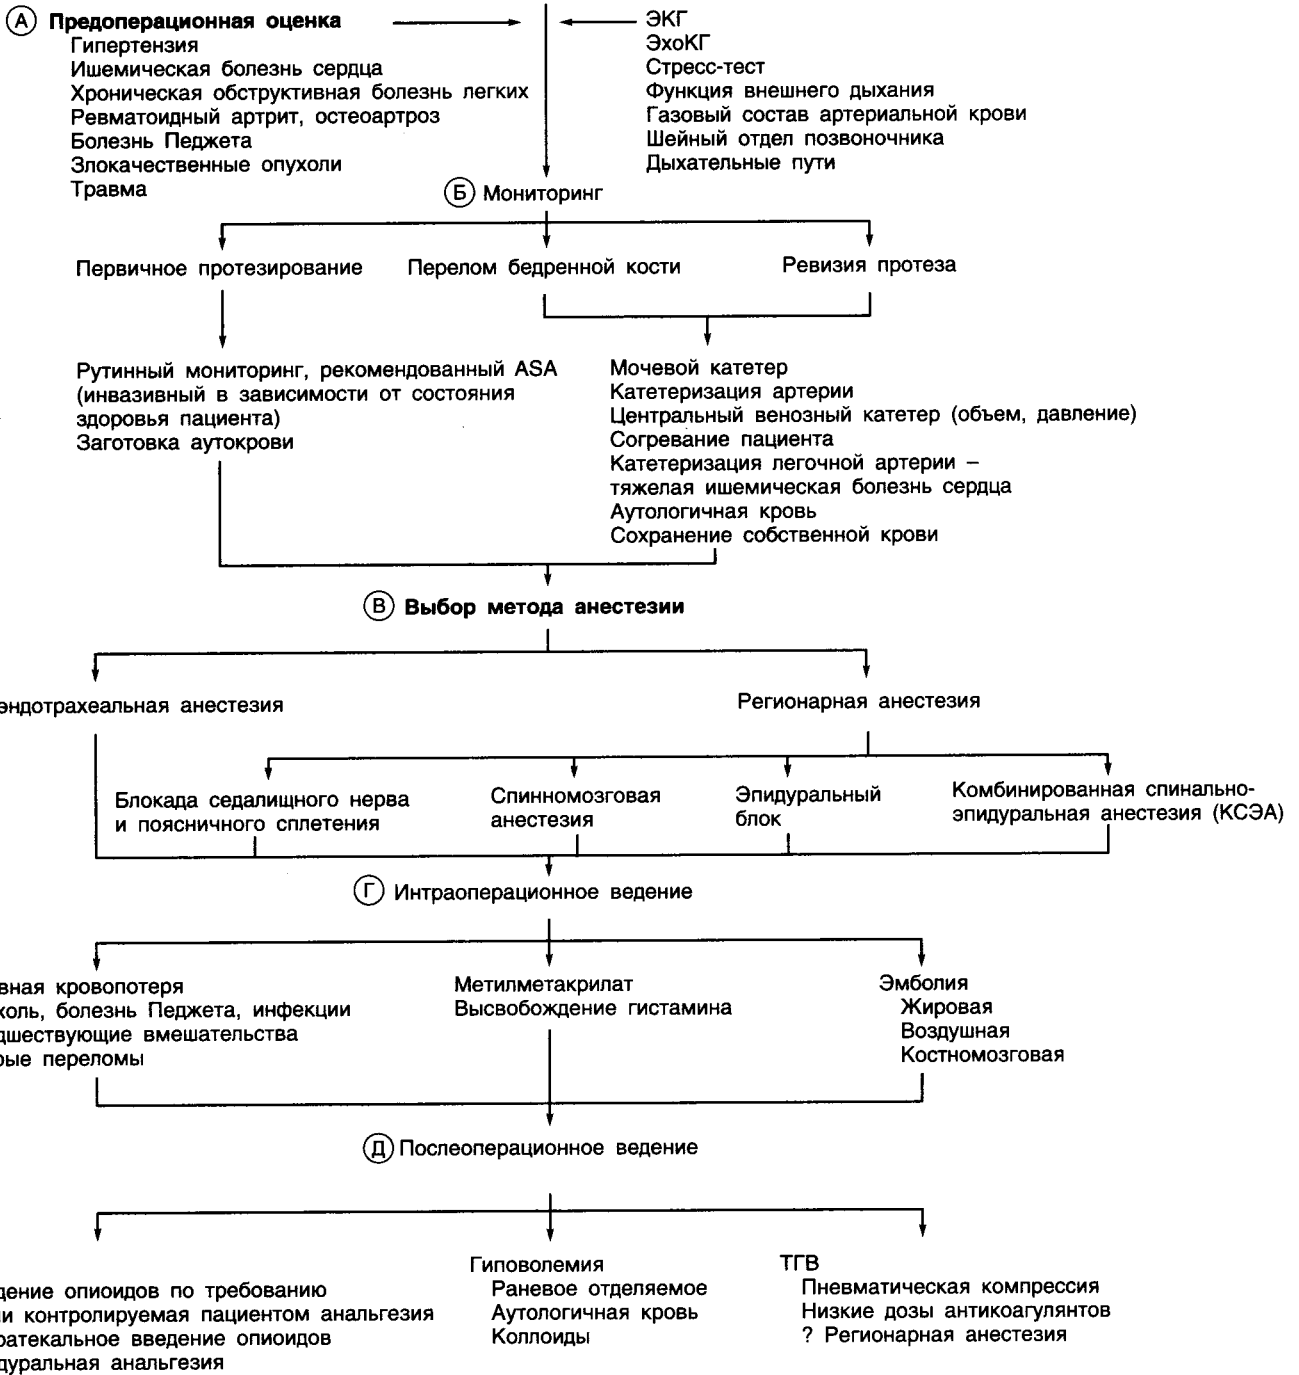 А Предоперационная оценка
Гипертензия
Ишемическая болезнь сердца
Хроническая обструктивная болезнь легких
Ревматоидный артрит, остеоартроз
Болезнь Педжета
Злокачественные опухоли
Травма
ЭКГ
ЭхоКГ
Стресс-тест
Функция внешнего дыхания
Газовый состав артериальной крови
Шейный отдел позвоночника
Дыхательные пути
Б Мониторинг
Первичное протезирование
Перелом бедренной кости
Ревизия протеза
Рутинный мониторинг, рекомендованный ASA
(инвазивный в зависимости от состояния
здоровья пациента)
Заготовка аутокрови
Мочевой катетер
Катетеризация артерии
Центральный венозный катетер (объем, давление)
Согревание пациента
Катетеризация легочной артерии –
тяжелая ишемическая болезнь сердца
Аутологичная кровь
Сохранение собственной крови
В Выбор метода анестезии
эндотрахеальная анестезия
Регионарная анестезия
Блокада седалищного нерва
и поясничного сплетения
Спинномозговая
анестезия
Эпидуральный
блок
Комбинированная спинально-
эпидуральная анестезия (КСЭА)
Г Интраоперационное ведение
вная кровопотеря
холь, болезнь Педжета, инфекции
дшествующие вмешательства
рые переломы
Метилметакрилат
Высвобождение гистамина
Эмболия
Жировая
Воздушная
Костномозговая
Д Послеоперационное ведение
дение опиоидов по требованию
и контролируемая пациентом анальгезия
ратекальное введение опиоидов
дуральная анальгезия
Гиповолемия
Раневое отделяемое
Аутологичная кровь
Коллоиды
ТГВ
Пневматическая компрессия
Низкие дозы антикоагулянтов
? Регионарная анестезия